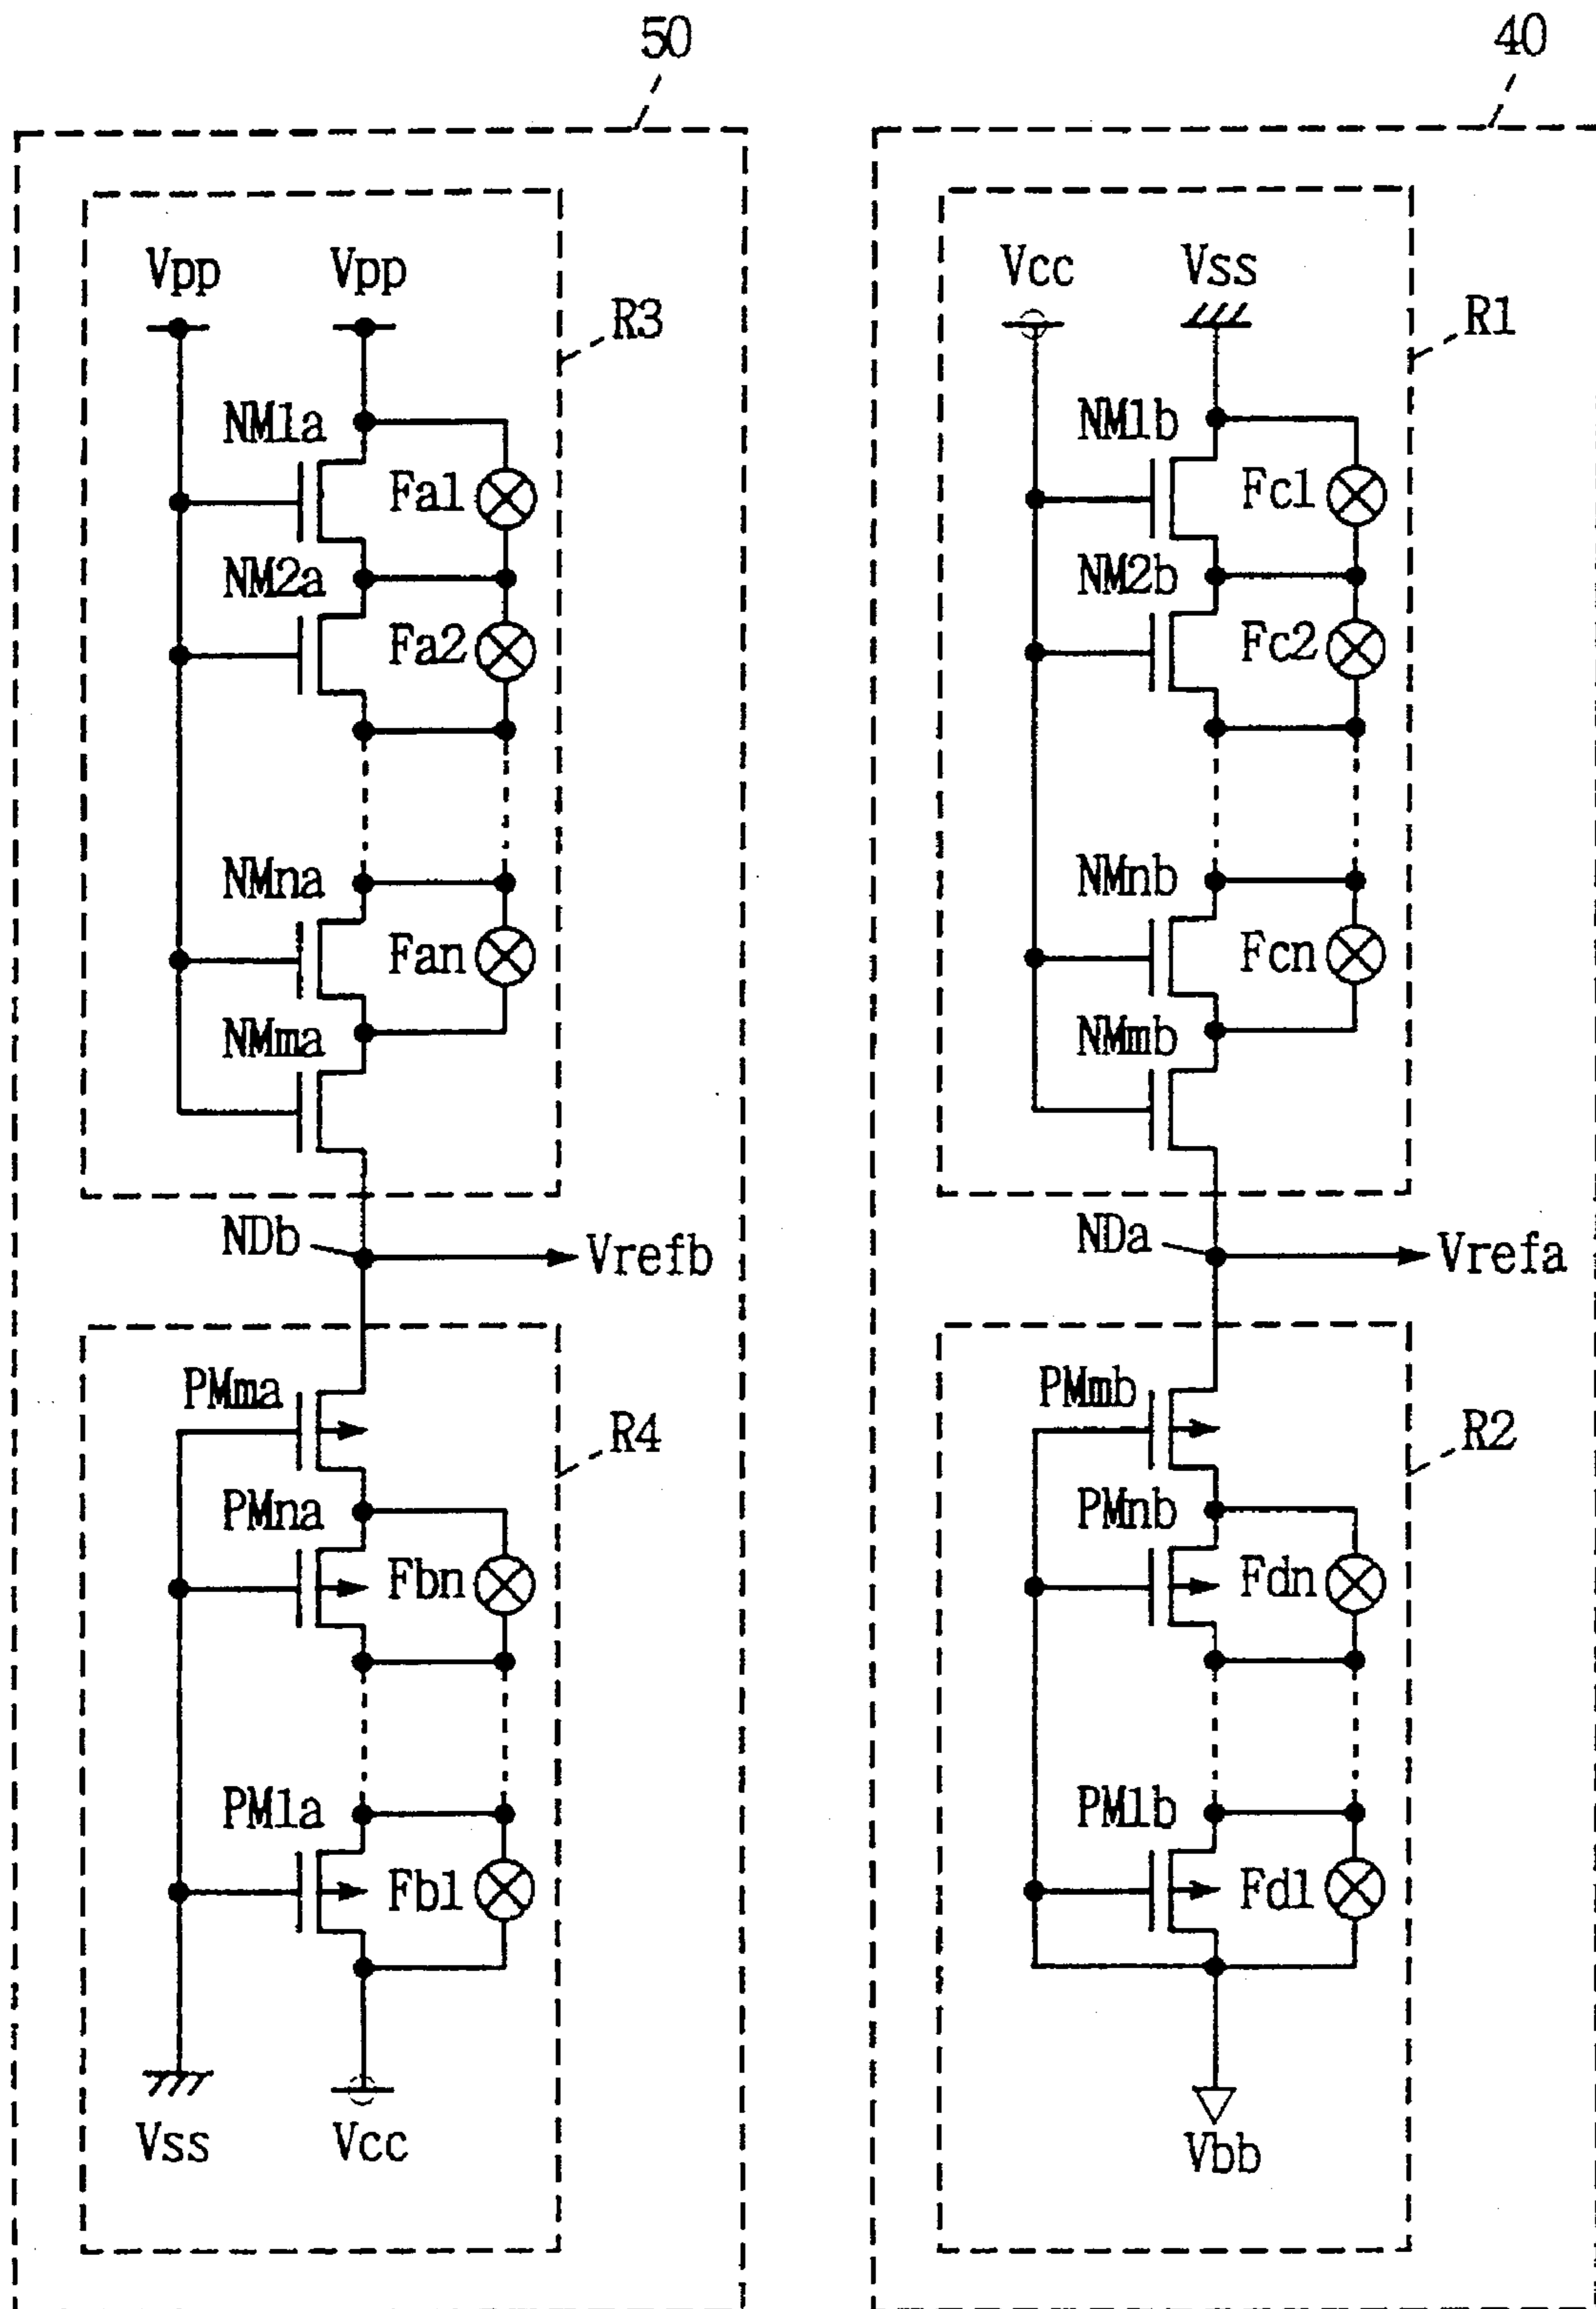 50
40
Vpp
Vpp
R3
NM1a
Fa1
NM2a
Fa2
NMna
Fan
NMma
NDb
Vrefb
PMma
R4
PMna
Fbn
PM1a
Fb1
Vss
Vcc
Vcc
Vss
R1
NM1b
Fc1
NM2b
Fc2
NMnb
Fcn
NMmb
NDa
Vrefa
PMmb
R2
PMnb
Fdn
PM1b
Fd1
Vbb